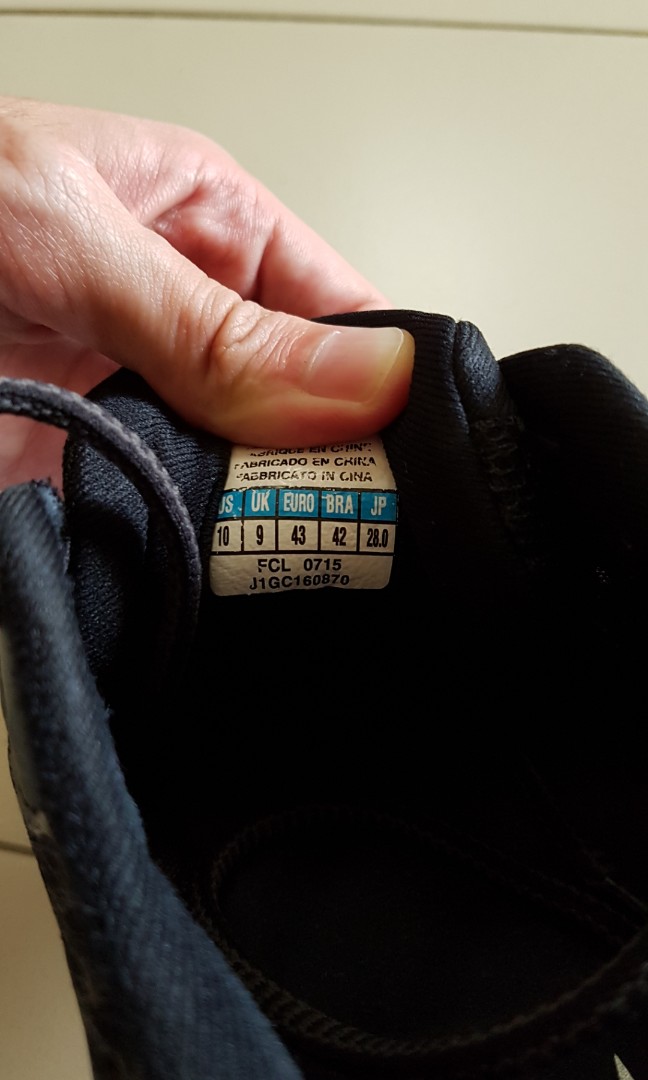 FABRICADO EN CHINA
FABBRICATO IN CINA
US UK EURO BRA JP
10 9 43 42 28.0
FCL 0715
J1GC160870